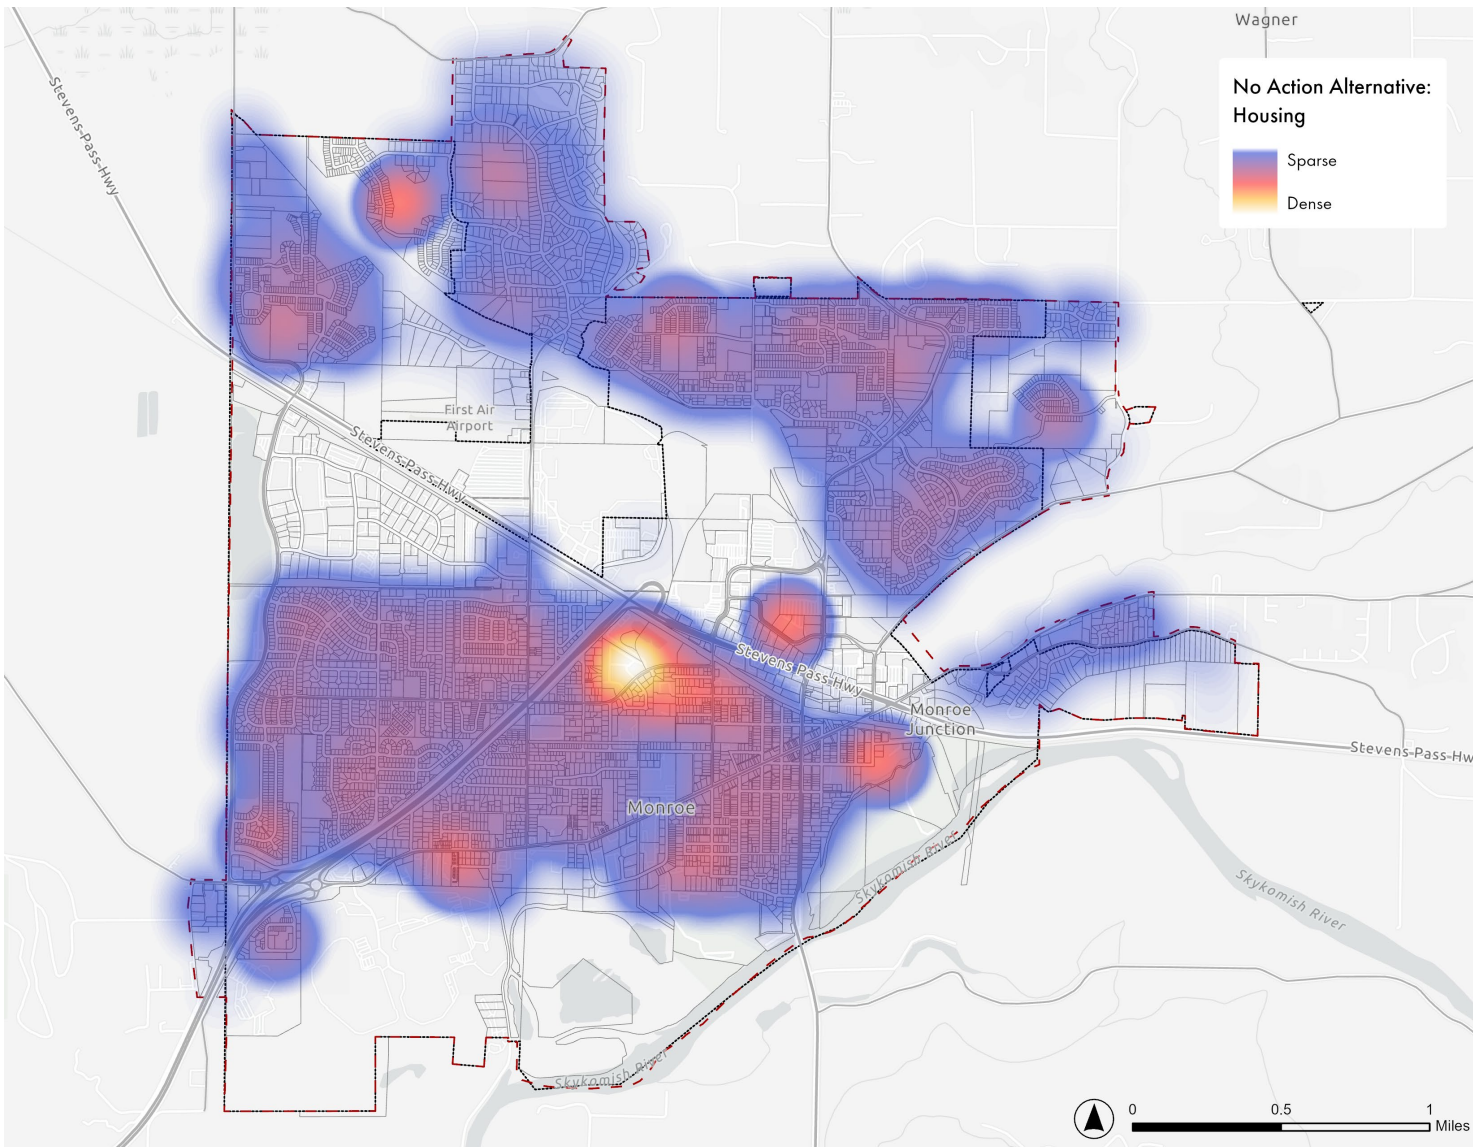 Wagner
No Action Alternative:
Housing
Sparse
Dense
Stevens Pass Hwy
First Air
Airport
Stevens Pass Hwy
Stevens Pass Hwy
Monroe
Junction
Stevens Pass Hw
Monroe
Skykomish River
Skykomish River
Skykomish River
0
0.5
1
Miles